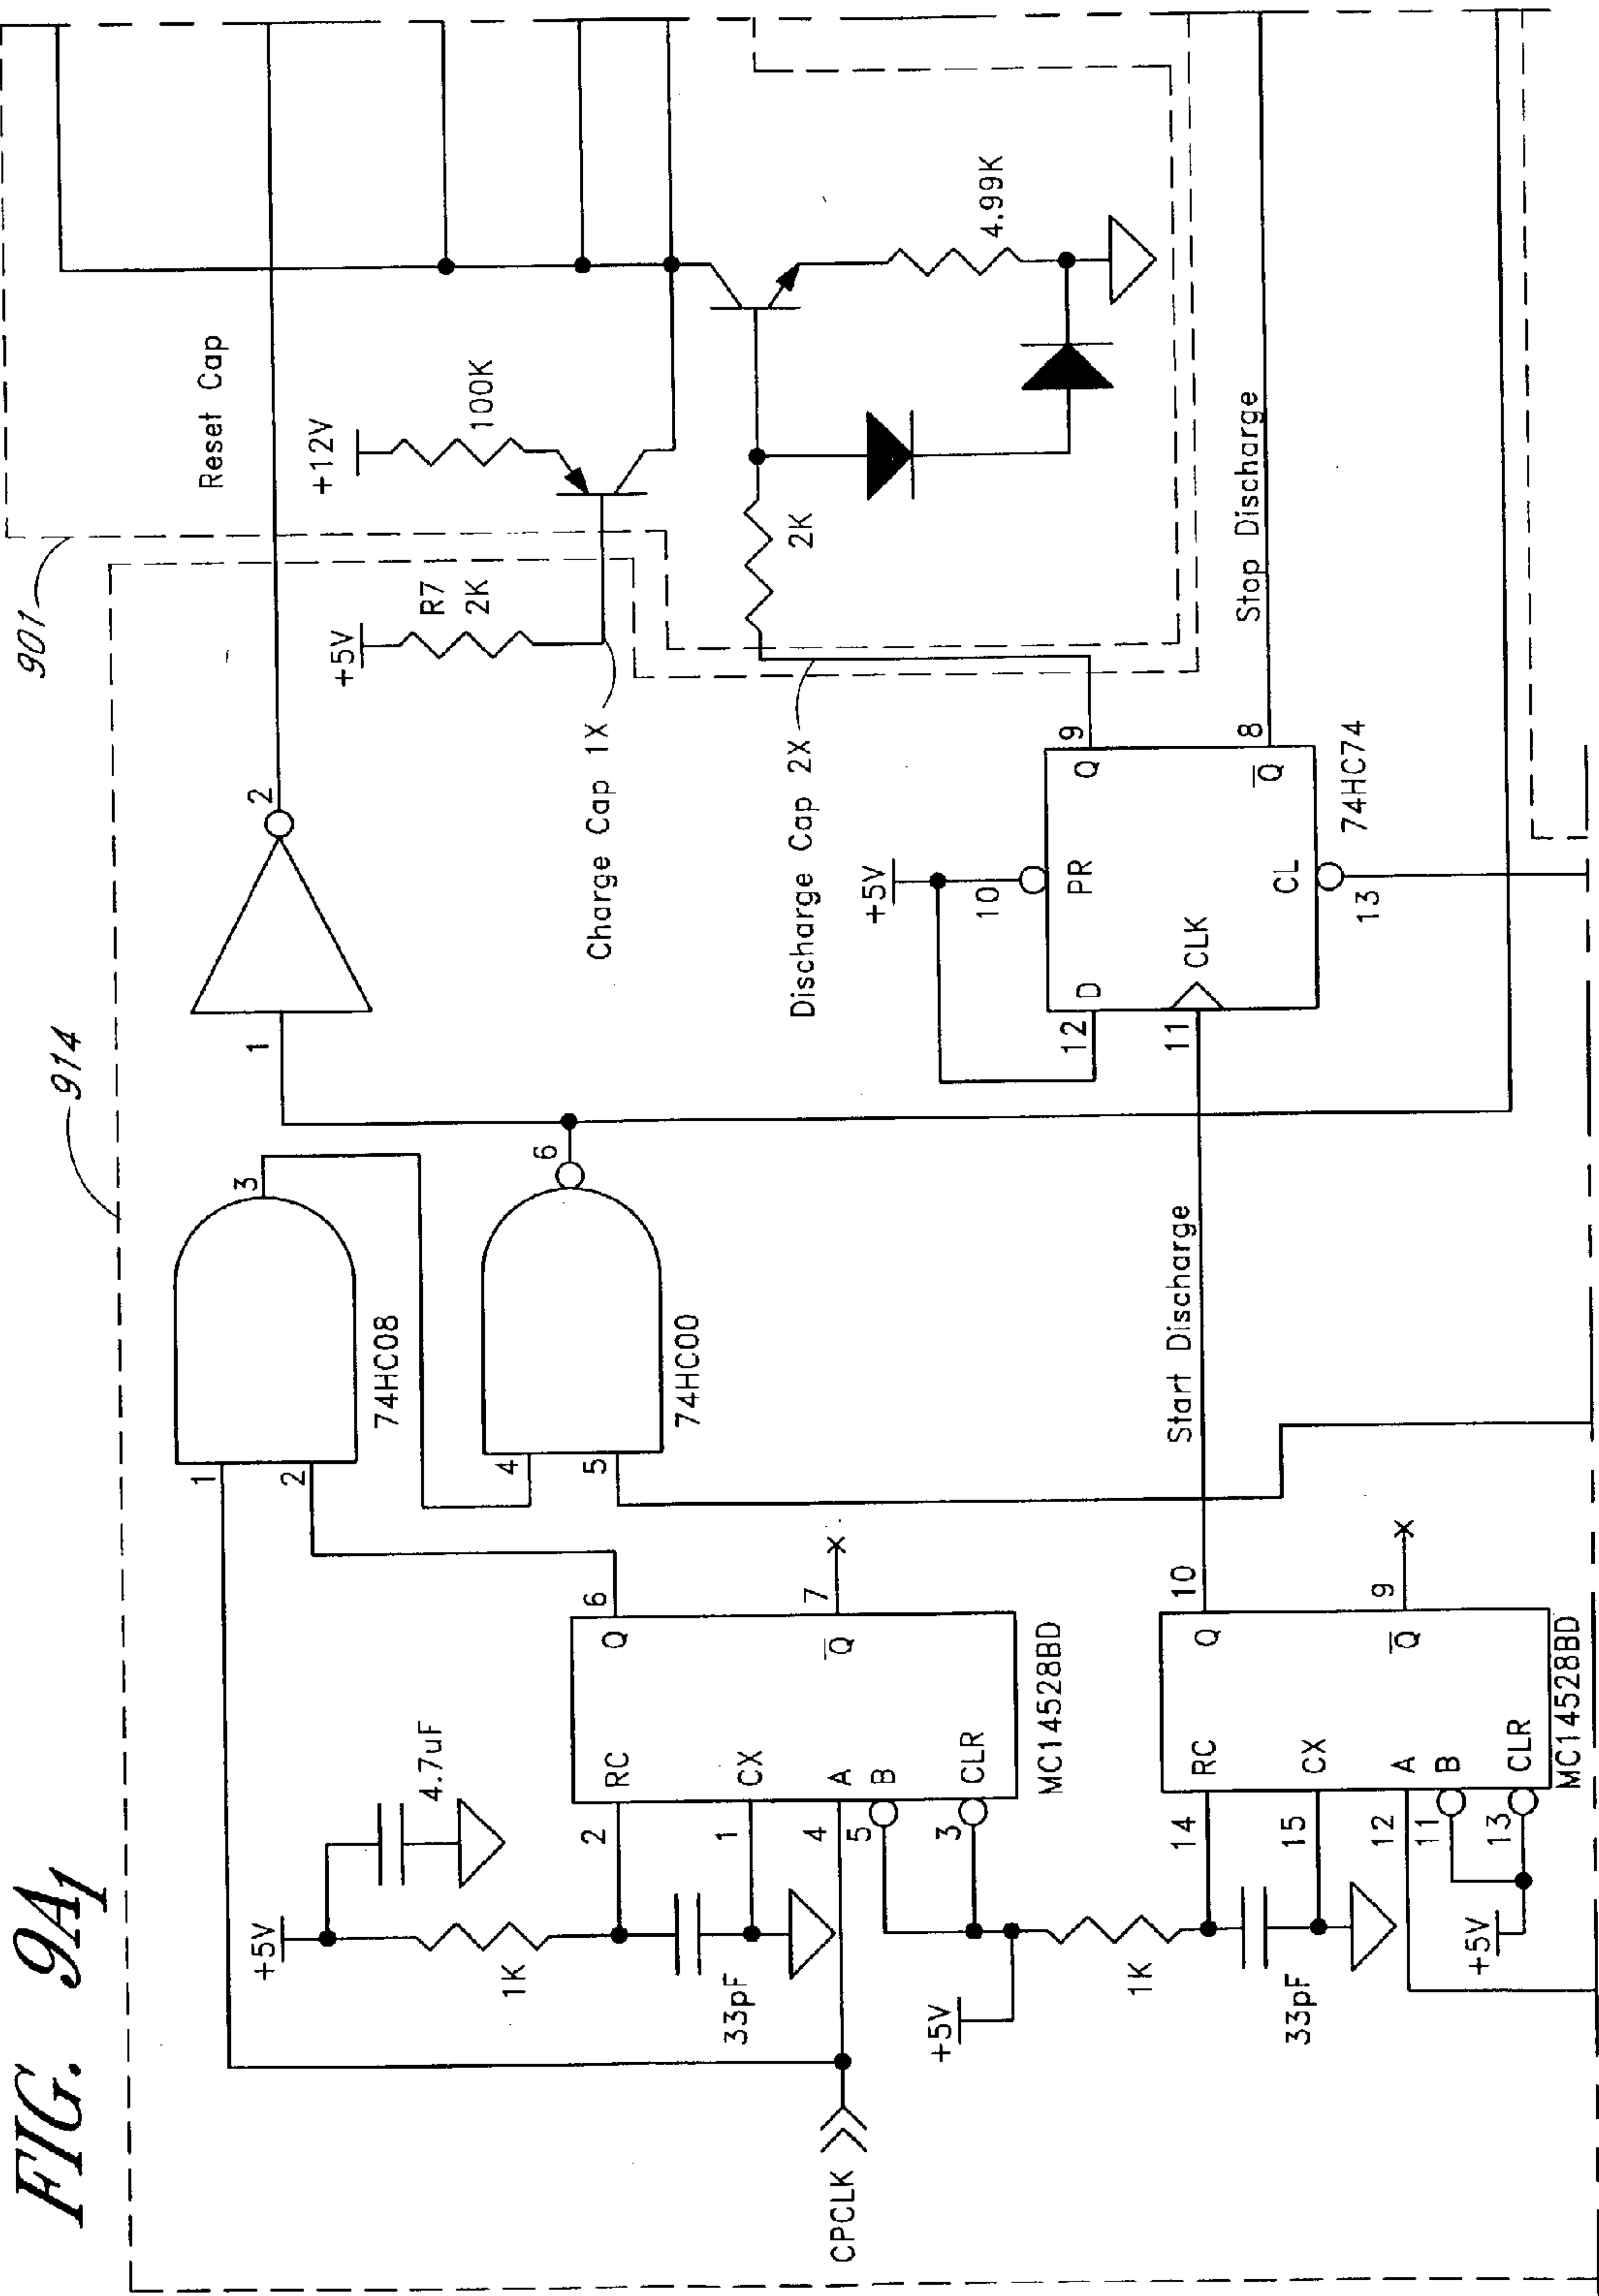 FIG. 9A1
914
901
+5V
4.7uF
1K
33pF
CPCLK
RC
CX
A
B
CLR
Q
Q
2
1
4
5
3
6
7
MC14528BD
+5V
1K
33pF
+5V
RC
CX
A
B
CLR
Q
Q
14
15
12
11
13
10
9
MC14528BD
1
2
3
74HC08
4
5
6
74HC00
1
2
Reset Cap
+5V
R7
2K
+12V
100K
Charge Cap 1X
Discharge Cap 2X
2K
4.99K
Start Discharge
+5V
10
12
11
D
CLK
PR
CL
Q
Q
9
8
13
74HC74
Stop Discharge